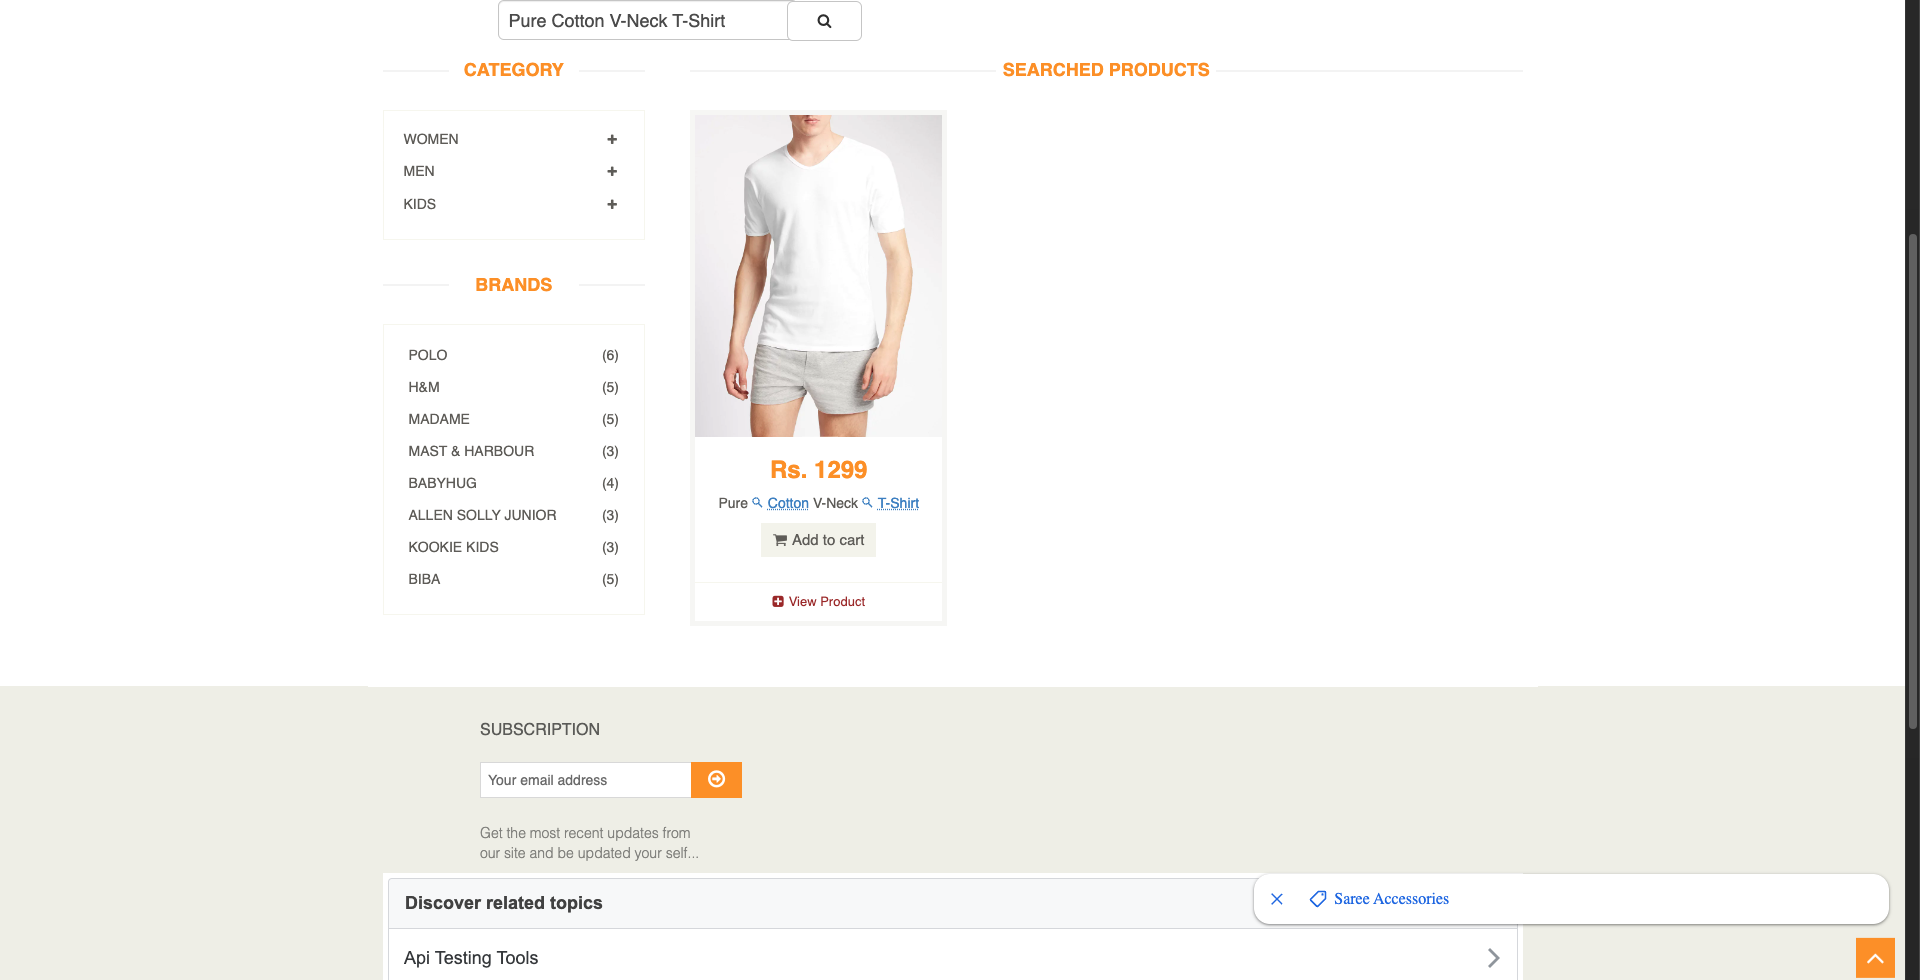 Pure Cotton V-Neck T-Shirt
CATEGORY
WOMEN
MEN
KIDS
BRANDS
POLO (6)
H&M (5)
MADAME (5)
MAST & HARBOUR (3)
BABYHUG (4)
ALLEN SOLLY JUNIOR (3)
KOOKIE KIDS (3)
BIBA (5)
SEARCHED PRODUCTS
Rs. 1299
Pure Cotton V-Neck T-Shirt
Add to cart
View Product
SUBSCRIPTION
Your email address
Get the most recent updates from
our site and be updated your self...
Discover related topics
Api Testing Tools
Saree Accessories